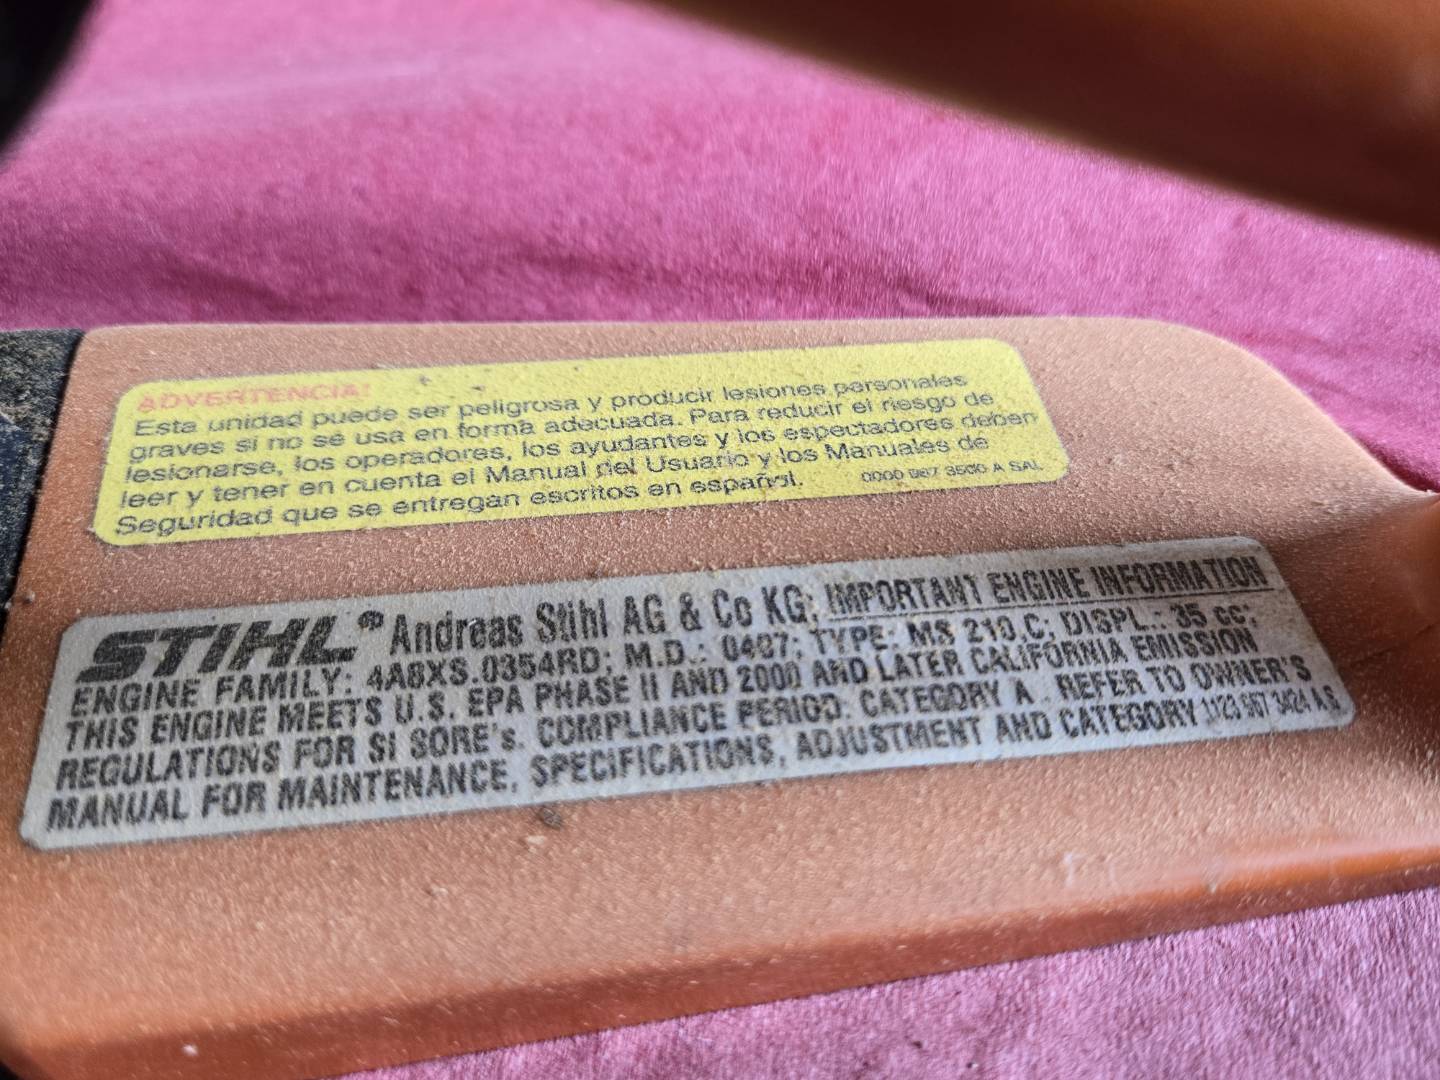 ADVERTENCIA!
Esta unidad puede ser peligrosa y producir lesiones personales
graves si no se usa en forma adecuada. Para reducir el riesgo de
lesionarse, los operadores, los ayudantes y los espectadores deben
leer y tener en cuenta el Manual del Usuario y los Manuales de
Seguridad que se entregan escritos en español.
0000 967 3500 A SAL
STIHL® Andreas Stihl AG & Co KG; IMPORTANT ENGINE INFORMATION
ENGINE FAMILY: 4A8XS.0354RD; M.D.: 0407; TYPE: MS 210.C; DISPL.: 35 cc;
THIS ENGINE MEETS U.S. EPA PHASE II AND 2000 AND LATER CALIFORNIA EMISSION
REGULATIONS FOR SI SORE's. COMPLIANCE PERIOD: CATEGORY A . REFER TO OWNER'S
MANUAL FOR MAINTENANCE, SPECIFICATIONS, ADJUSTMENT AND CATEGORY 1123 967 3424 A S